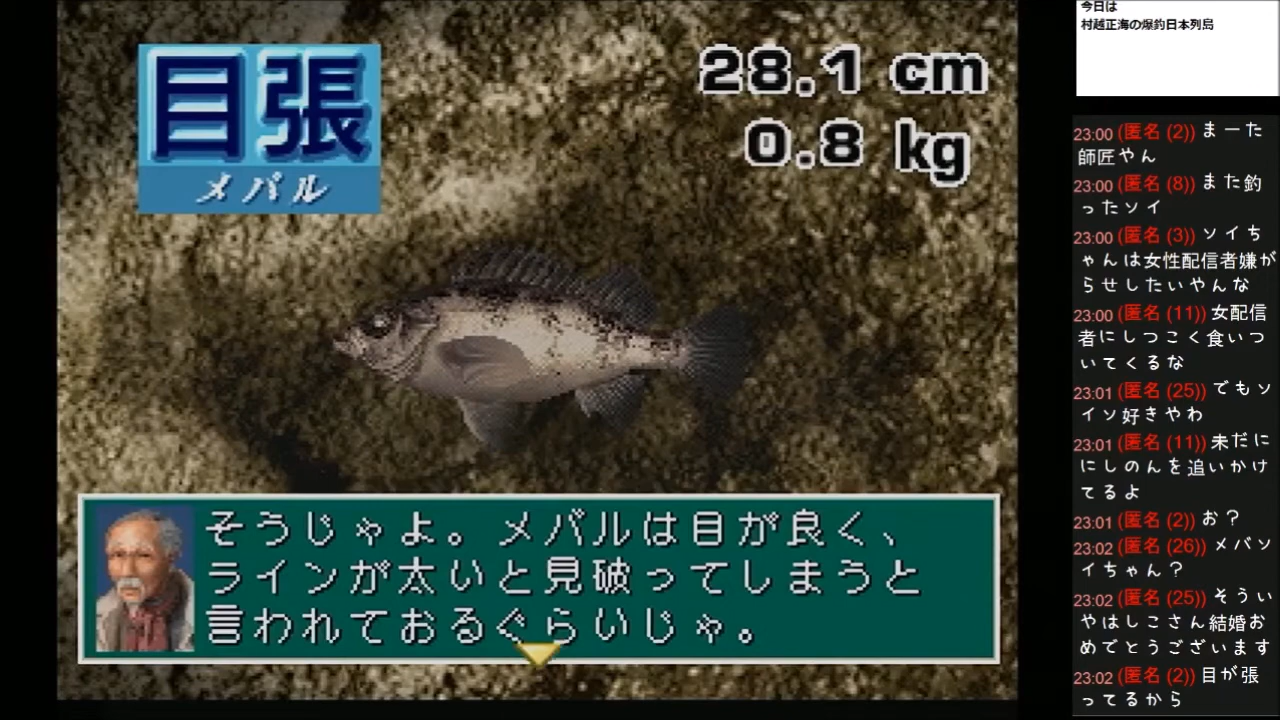 目張
メバル
28.1 cm
0.8 kg
そうじゃよ。メバルは目が良く、
ラインが太いと見破ってしまうと
言われておるぐらいじゃ。
今日は
村越正海の爆釣日本列島
23:00 (匿名 (2)) まーた
師匠やん
23:00 (匿名 (8)) また釣
ったソイ
23:00 (匿名 (3)) ソイち
ゃんは女性配信者嫌が
らせしたいやんな
23:00 (匿名 (11)) 女配信
者にしつこく食いつ
いてくるな
23:01 (匿名 (25)) でもソ
イソ好きやわ
23:01 (匿名 (11)) 未だに
にしのんを追いかけ
てるよ
23:01 (匿名 (2)) お？
23:02 (匿名 (26)) メバソ
イちゃん？
23:02 (匿名 (25)) そうい
やはしこさん結婚お
めでとうございます
23:02 (匿名 (2)) 目が張
ってるから